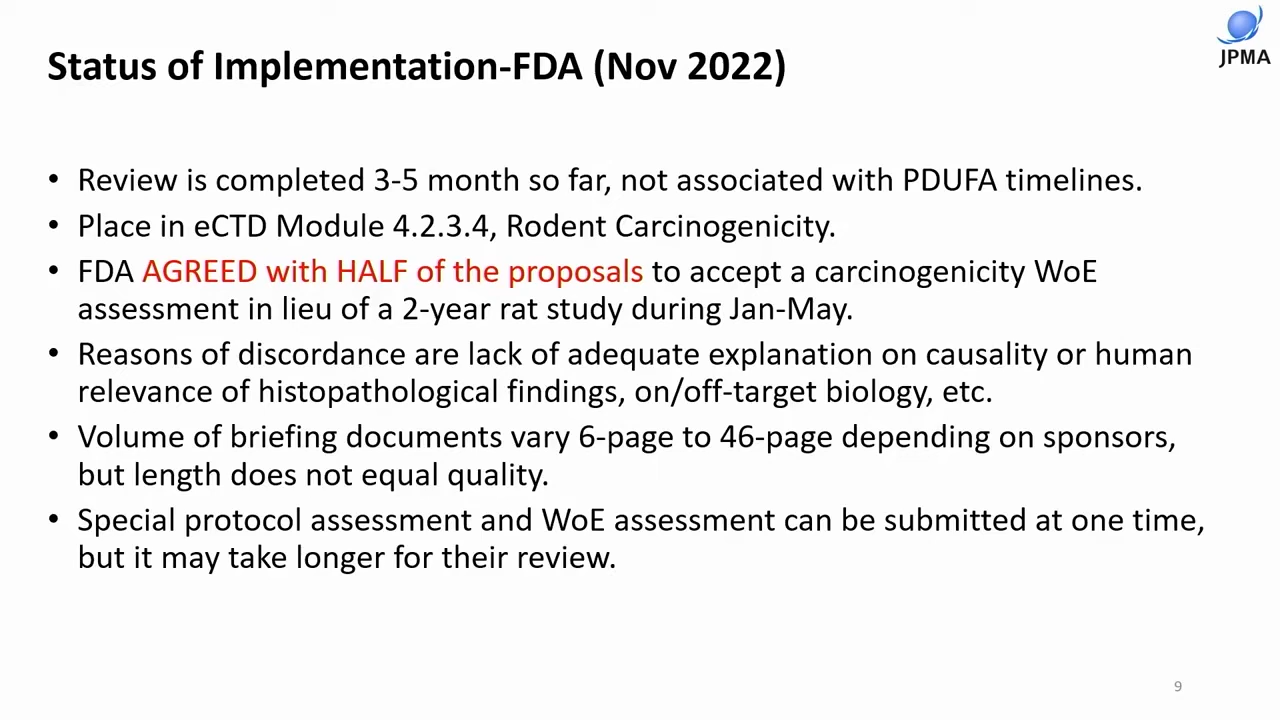 Status of Implementation-FDA (Nov 2022)
JPMA
• Review is completed 3-5 month so far, not associated with PDUFA timelines.
• Place in eCTD Module 4.2.3.4, Rodent Carcinogenicity.
• FDA AGREED with HALF of the proposals to accept a carcinogenicity WoE
assessment in lieu of a 2-year rat study during Jan-May.
• Reasons of discordance are lack of adequate explanation on causality or human
relevance of histopathological findings, on/off-target biology, etc.
• Volume of briefing documents vary 6-page to 46-page depending on sponsors,
but length does not equal quality.
• Special protocol assessment and WoE assessment can be submitted at one time,
but it may take longer for their review.
9